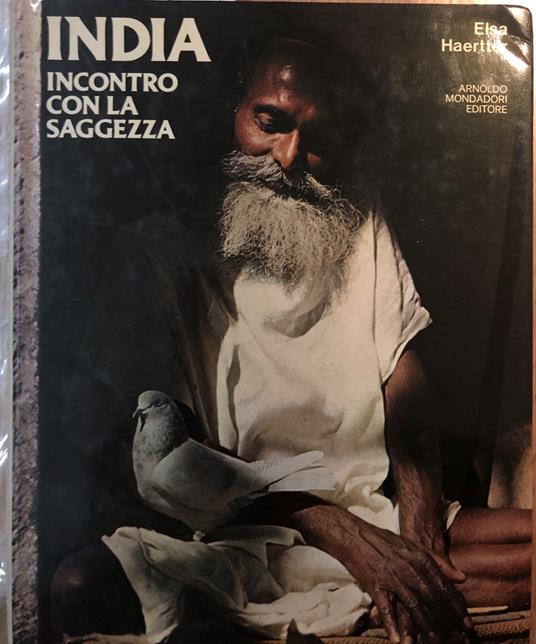 INDIA
INCONTRO
CON LA
SAGGEZZA
Elsa
Haertter
ARNOLDO
MONDADORI
EDITORE